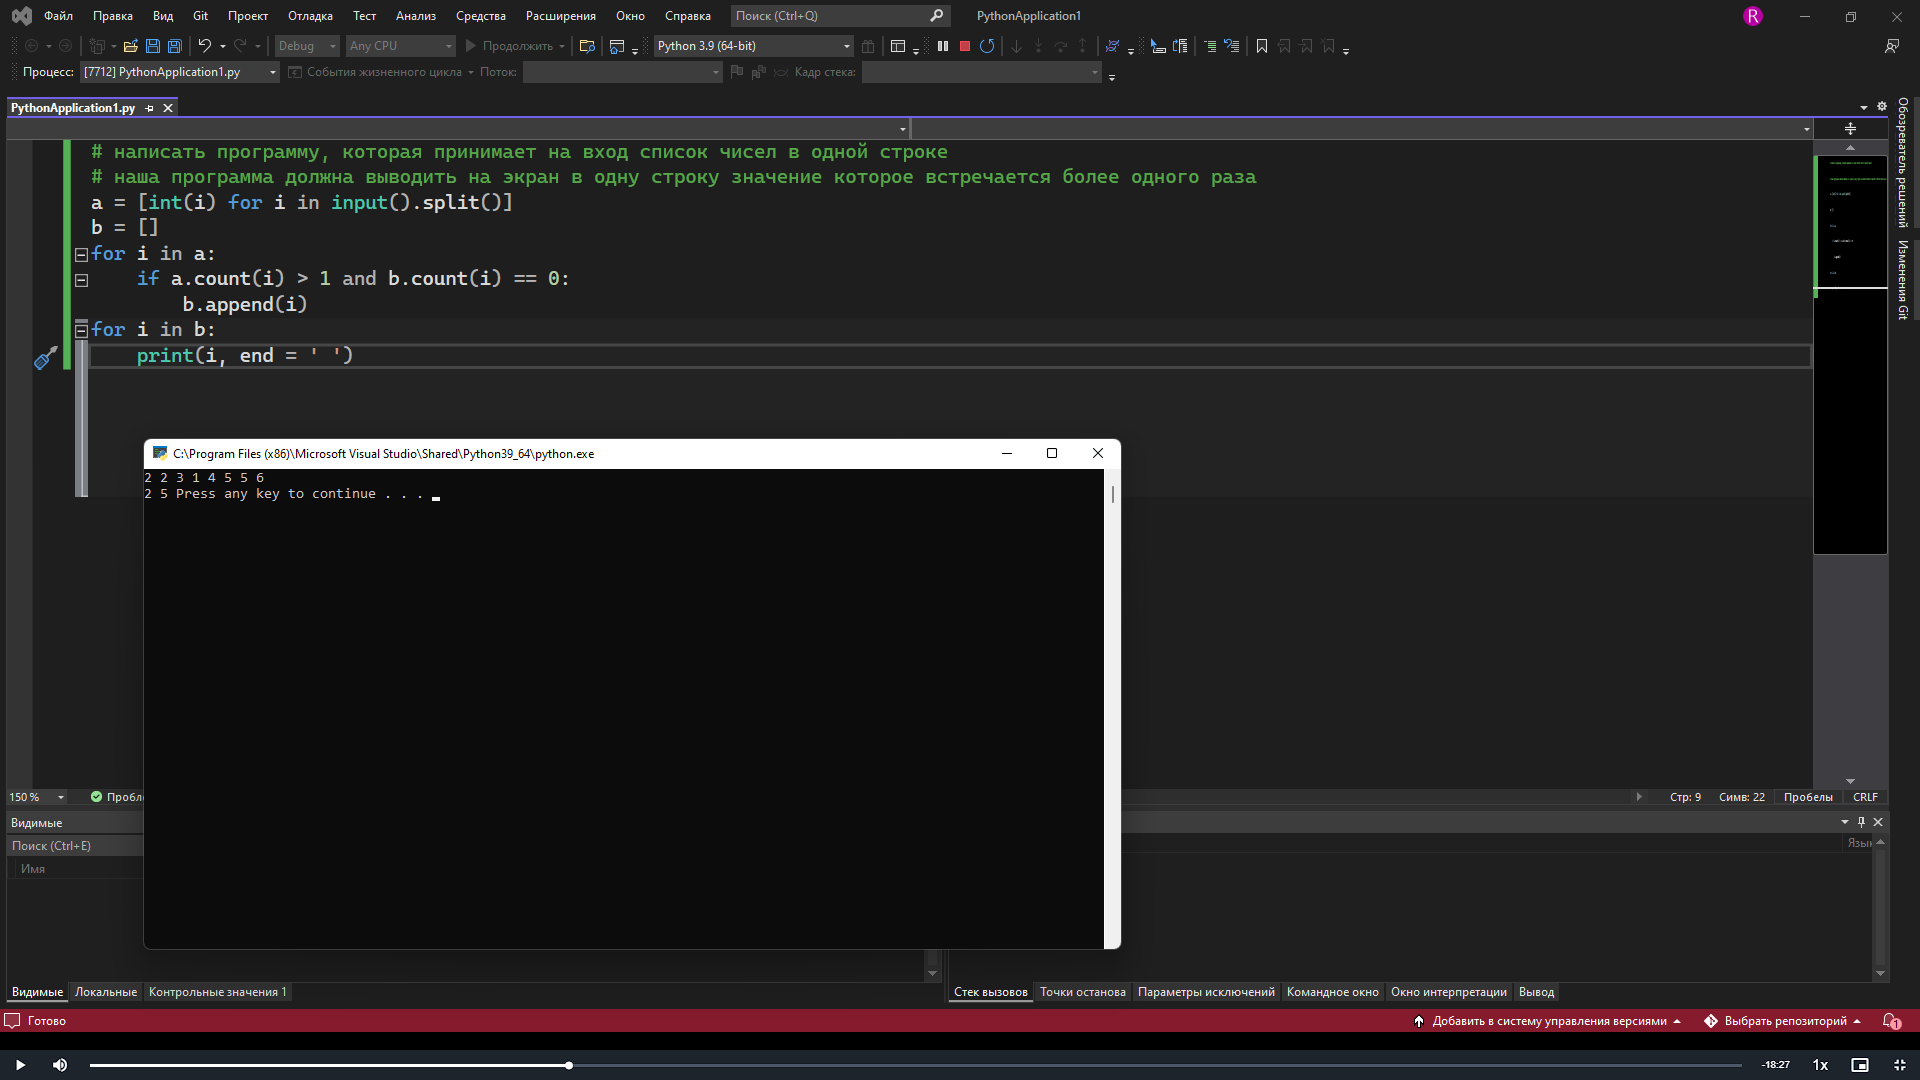 Файл Правка Вид Git Проект Отладка Тест Анализ Средства Расширения Окно Справка Поиск (Ctrl+Q) PythonApplication1 R
Debug Any CPU Продолжить Python 3.9 (64-bit)
Процесс: [7712] PythonApplication1.py События жизненного цикла Поток: Кадр стека:
PythonApplication1.py
# написать программу, которая принимает на вход список чисел в одной строке
# наша программа должна выводить на экран в одну строку значение которое встречается более одного раза
a = [int(i) for i in input().split()]
b = []
for i in a:
if a.count(i) > 1 and b.count(i) == 0:
b.append(i)
for i in b:
print(i, end = ' ')
Обозреватель решений
Изменения Git
C:\Program Files (x86)\Microsoft Visual Studio\Shared\Python39_64\python.exe
2 2 3 1 4 5 5 6
2 5 Press any key to continue . . .
150 % Стр: 9 Симв: 22 Пробелы CRLF
Видимые
Поиск (Ctrl+E)
Имя
Видимые Локальные Контрольные значения 1
Стек вызовов Точки останова Параметры исключений Командное окно Окно интерпретации Вывод
Готово Добавить в систему управления версиями Выбрать репозиторий 1
-18:27 1x